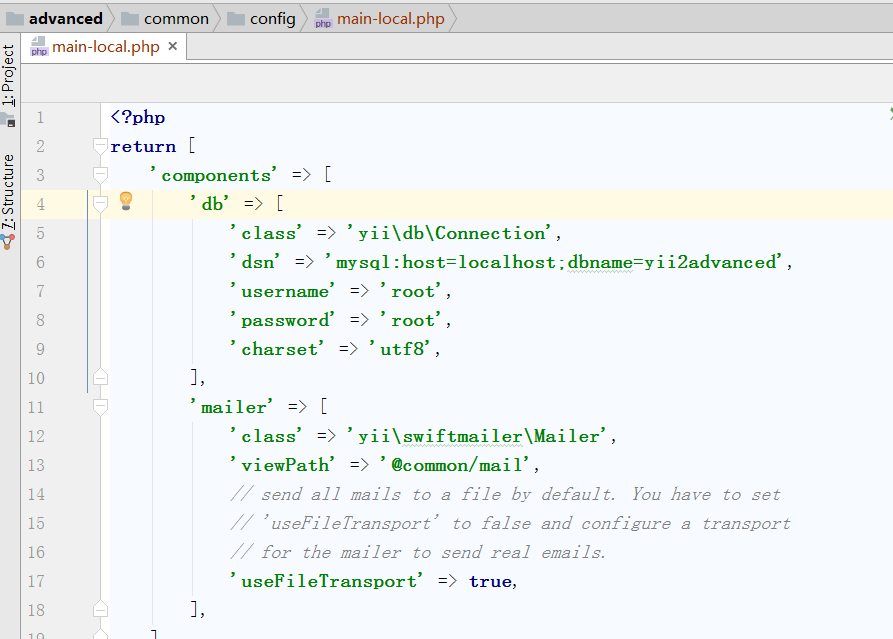 advanced common config main-local.php
main-local.php ×
1: Project
7: Structure
1 <?php
2 return [
3 'components' => [
4 'db' => [
5 'class' => 'yii\db\Connection',
6 'dsn' => 'mysql:host=localhost;dbname=yii2advanced',
7 'username' => 'root',
8 'password' => 'root',
9 'charset' => 'utf8',
10 ],
11 'mailer' => [
12 'class' => 'yii\swiftmailer\Mailer',
13 'viewPath' => '@common/mail',
14 // send all mails to a file by default. You have to set
15 // 'useFileTransport' to false and configure a transport
16 // for the mailer to send real emails.
17 'useFileTransport' => true,
18 ],
19 ]